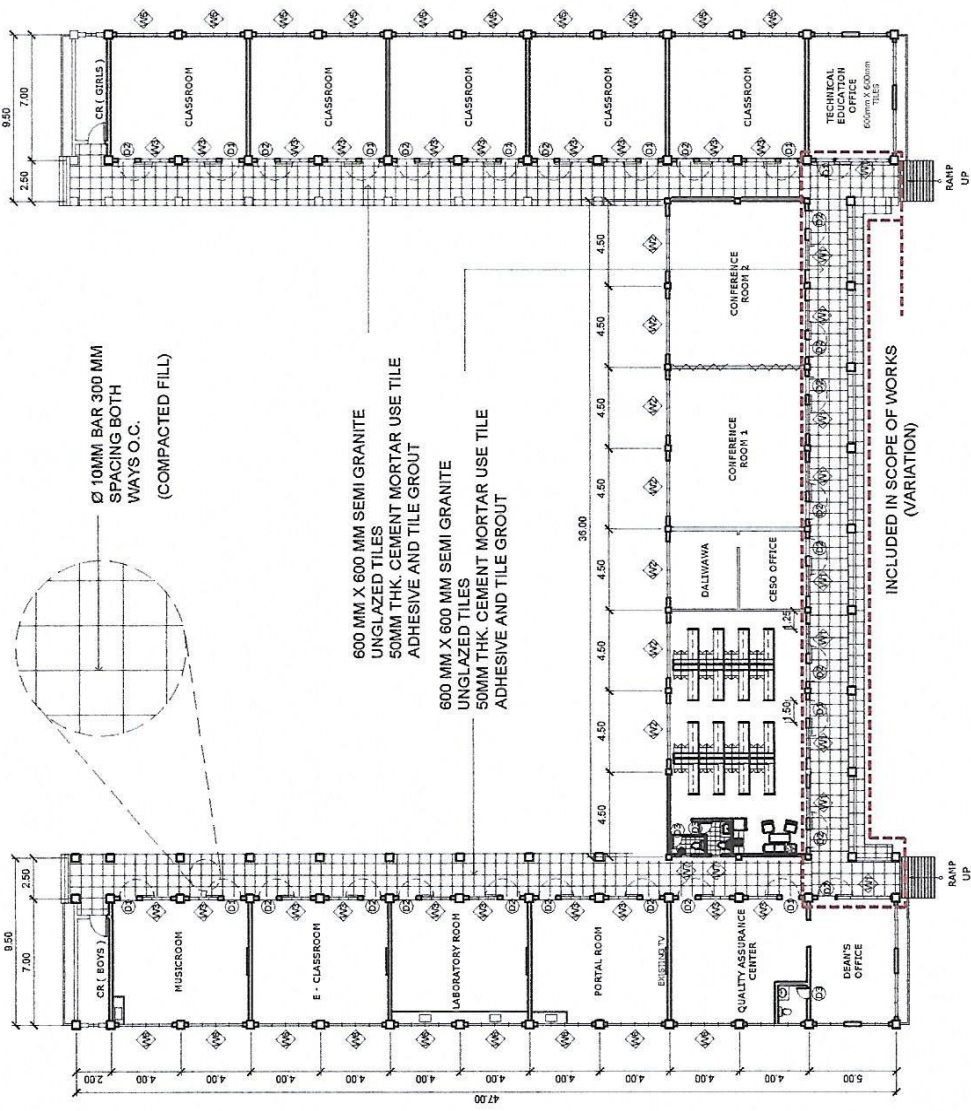 9.50
7.00
2.50
9.50
7.00
2.50
CR ( BOYS )
MUSICROOM
E - CLASSROOM
LABORATORY ROOM
PORTAL ROOM
EXISTING TV
QUALITY ASSURANCE
CENTER
DEAN'S
OFFICE
2.00
4.00
4.00
4.00
4.00
4.00
4.00
4.00
4.00
4.00
4.00
5.00
47.00
Ø 10MM BAR 300 MM
SPACING BOTH
WAYS O.C.
(COMPACTED FILL)
600 MM X 600 MM SEMI GRANITE
UNGLAZED TILES
50MM THK. CEMENT MORTAR USE TILE
ADHESIVE AND TILE GROUT
600 MM X 600 MM SEMI GRANITE
UNGLAZED TILES
50MM THK. CEMENT MORTAR USE TILE
ADHESIVE AND TILE GROUT
36.00
4.50
4.50
4.50
4.50
4.50
4.50
4.50
4.50
1.50
1.25
DALIWAWA
CESO OFFICE
CONFERENCE
ROOM 1
CONFERENCE
ROOM 2
CR ( GIRLS )
CLASSROOM
CLASSROOM
CLASSROOM
CLASSROOM
CLASSROOM
TECHNICAL
EDUCATION
OFFICE
600mm X 600mm
TILES
RAMP
UP
RAMP
UP
INCLUDED IN SCOPE OF WORKS
(VARIATION)